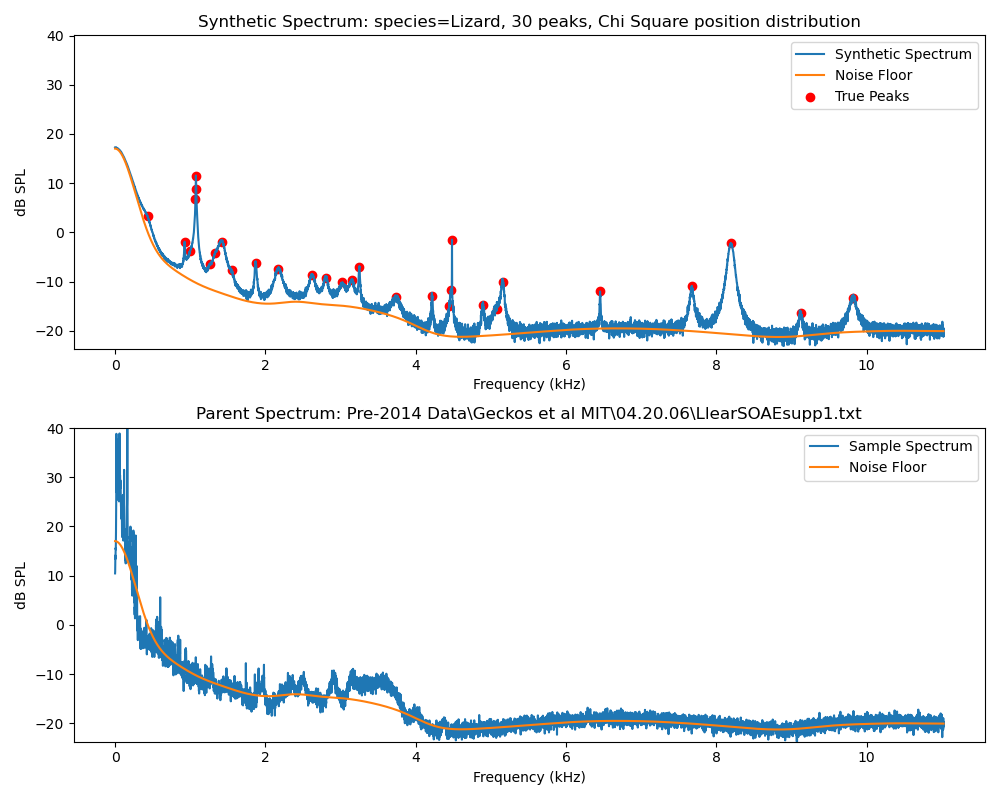 Synthetic Spectrum: species=Lizard, 30 peaks, Chi Square position distribution
40
30
20
10
0
−10
−20
dB SPL
Synthetic Spectrum
Noise Floor
True Peaks
0 2 4 6 8 10
Frequency (kHz)
Parent Spectrum: Pre-2014 Data\Geckos et al MIT\04.20.06\LlearSOAEsupp1.txt
40
30
20
10
0
−10
−20
dB SPL
Sample Spectrum
Noise Floor
0 2 4 6 8 10
Frequency (kHz)